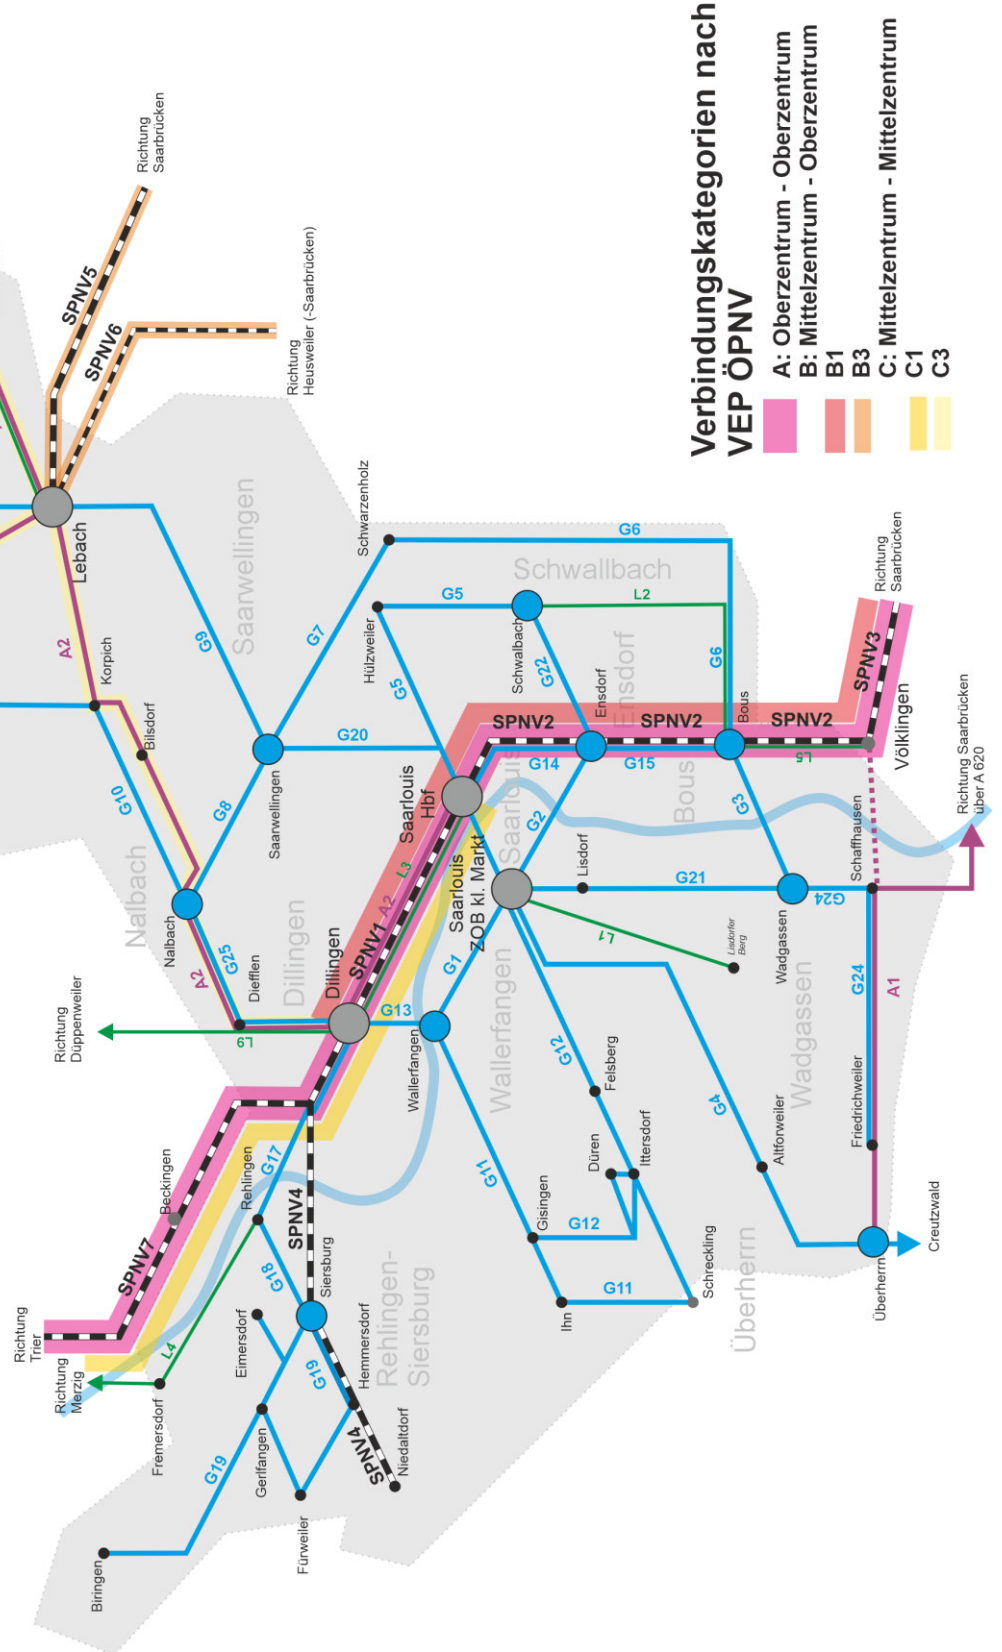 Richtung
Saarbrücken
SPNV5
SPNV6
Richtung
Heusweiler (-Saarbrücken)
Lebach
A2
Korpich
Bilsdorf
G9
G10
G8
Saarwellingen
Saarwellingen
G7
Schwarzenholz
Hülzweiler
G20
G5
G5
G6
Schwallbach
Schwalbach
L2
G22
Ensdorf
Ensdorf
G6
Nalbach
Nalbach
G25
A2
Diefflen
Dillingen
Dillingen
L9
Richtung
Düppenweiler
SPNV1
A2
L3
Saarlouis
Hbf
Saarlouis
ZOB kl. Markt
Saarlouis
SPNV2
SPNV2
SPNV2
G14
G15
Bous
Bous
L5
SPNV3
Richtung
Saarbrücken
Völklingen
G13
Wallerfangen
Wallerfangen
G1
G2
G3
Lisdorf
G21
L1
Lisdorfer
Berg
Wadgassen
Wadgassen
G24
Schaffhausen
Richtung Saarbrücken
über A 620
G24
A1
Friedrichweiler
G11
G12
Felsberg
Düren
Ittersdorf
G4
Altforweiler
Gisingen
G12
Ihn
G11
Schreckling
Überherrn
Überherrn
Creutzwald
Richtung
Trier
Richtung
Merzig
SPNV7
Beckingen
Rehlingen
G17
SPNV4
L4
Fremersdorf
G18
Siersburg
Eimersdorf
Rehlingen-
Siersburg
G19
Hemmersdorf
Gerlfangen
SPNV4
Niedaltdorf
G19
Fürweiler
Biringen
Verbindungskategorien nach
VEP ÖPNV
A: Oberzentrum - Oberzentrum
B: Mittelzentrum - Oberzentrum
B1
B3
C: Mittelzentrum - Mittelzentrum
C1
C3